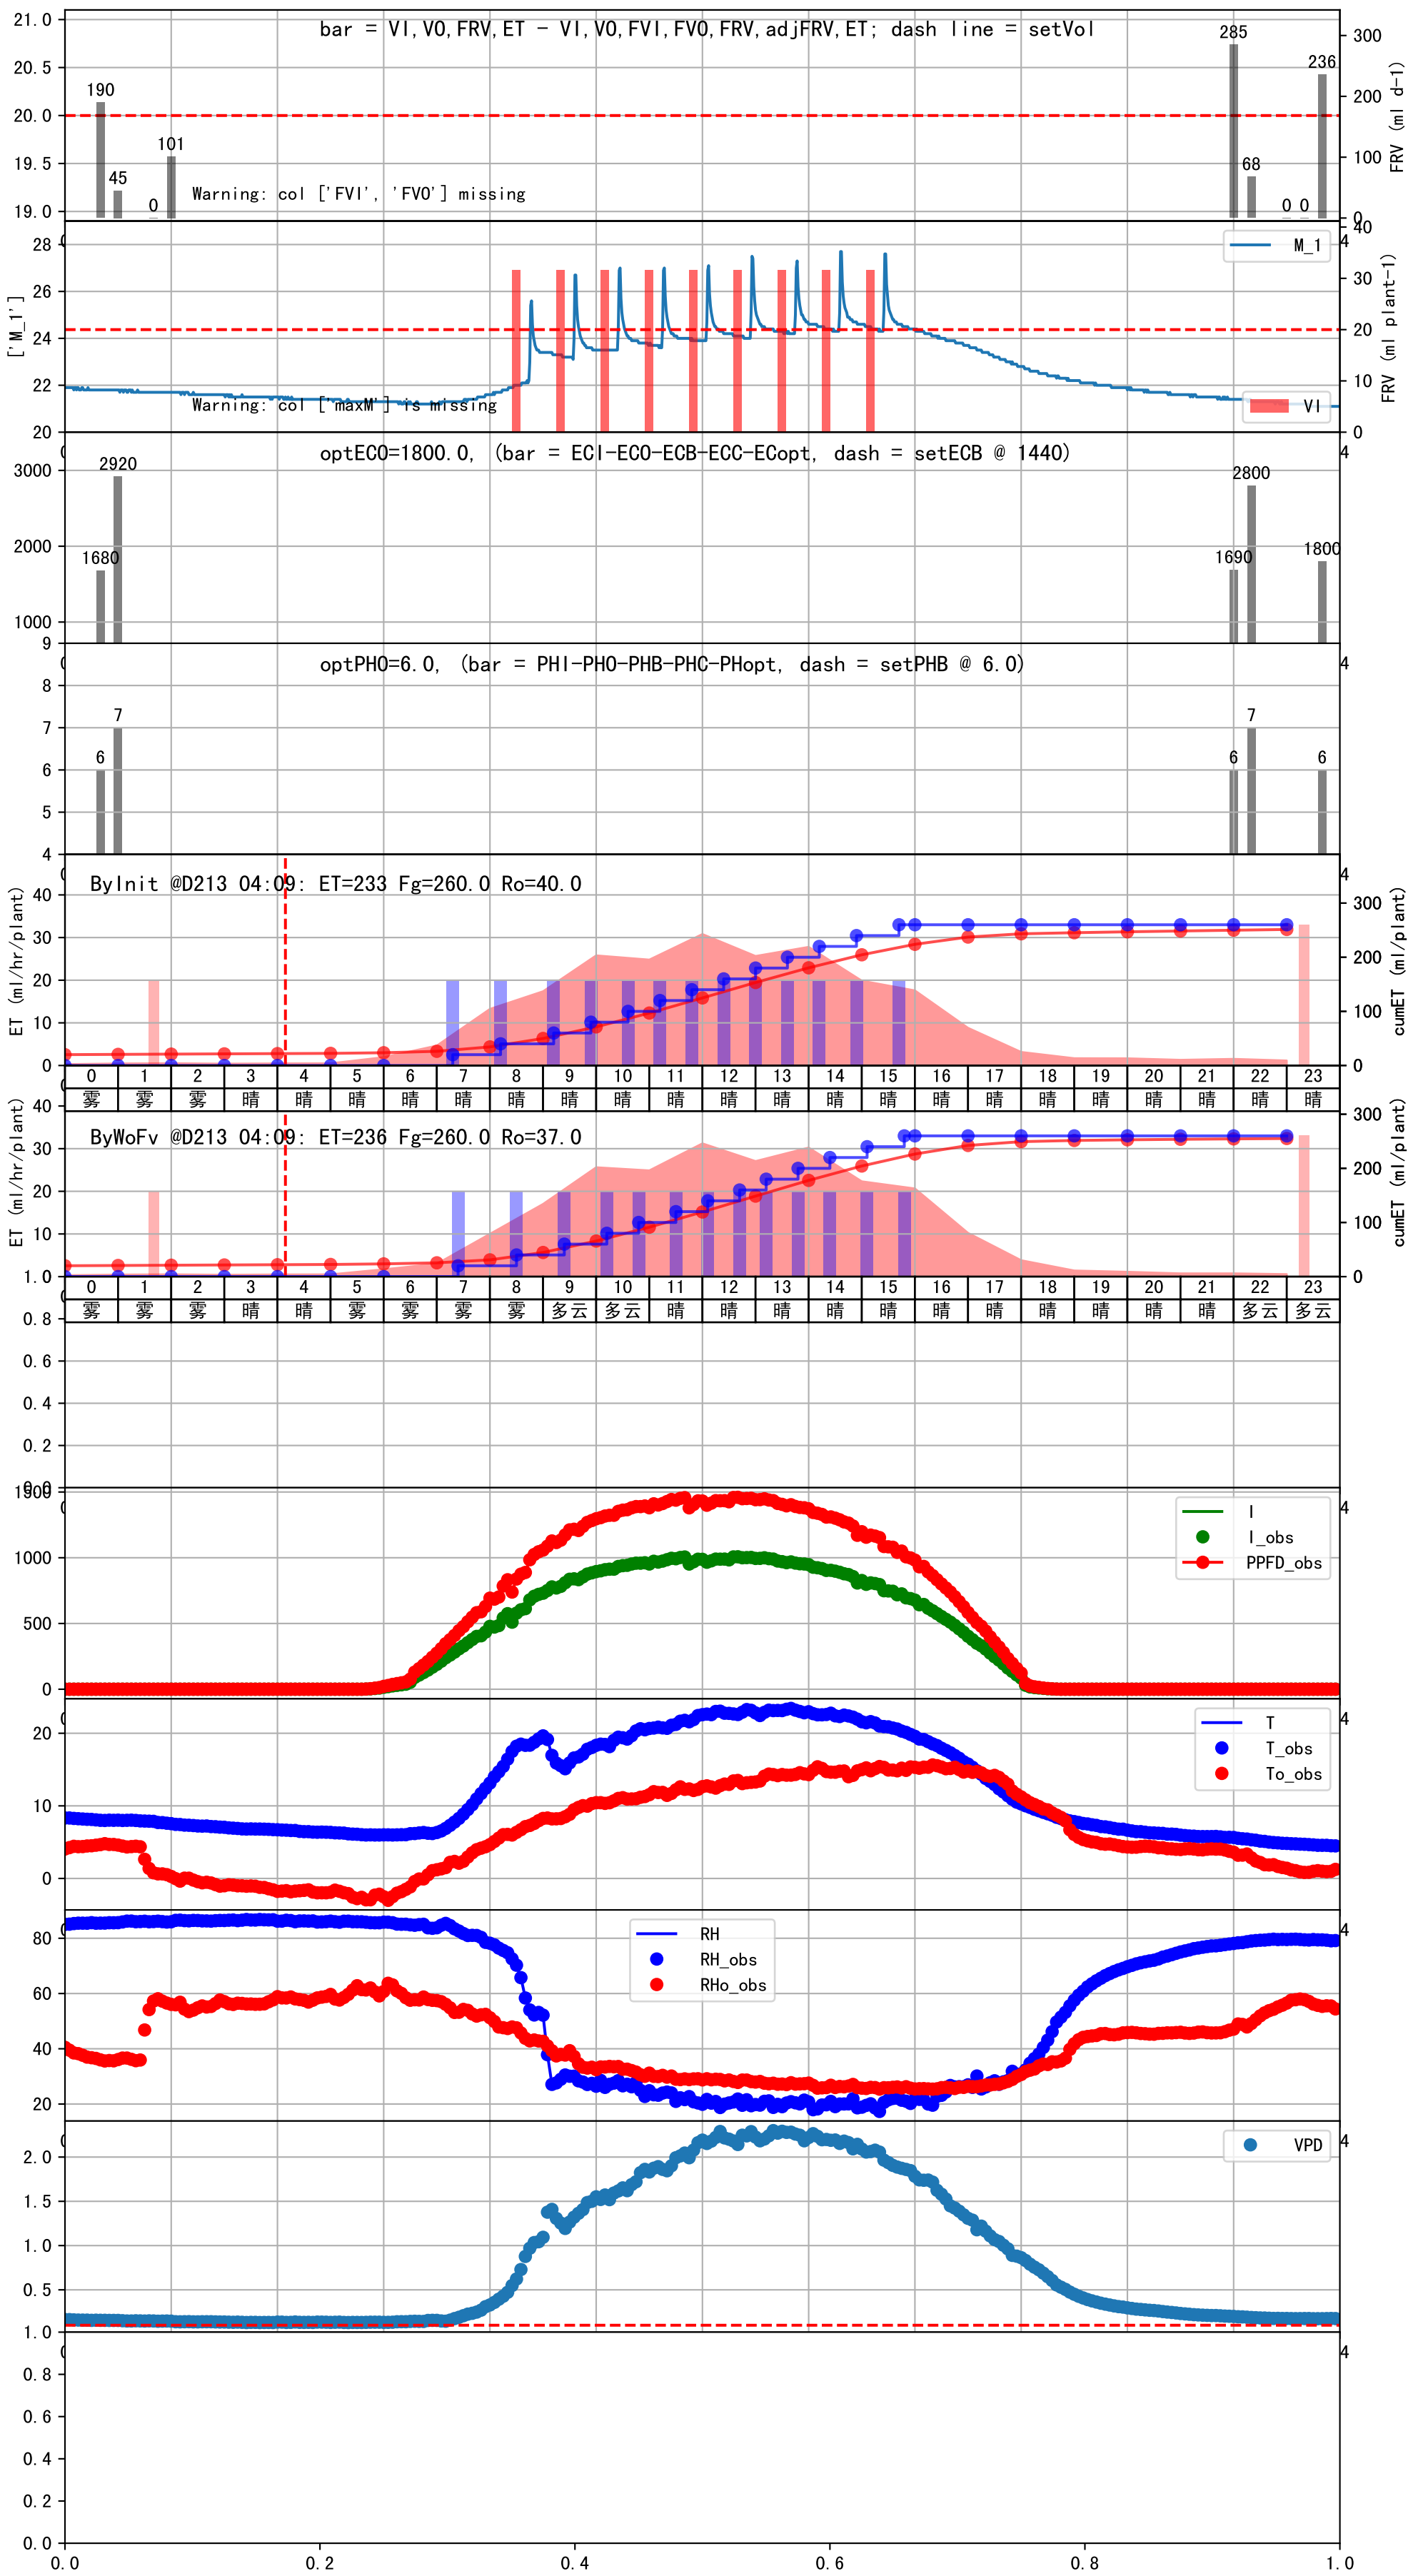 bar = VI,VO,FRV,ET - VI,VO,FVI,FVO,FRV,adjFRV,ET; dash line = setVol
21.0
20.5
20.0
19.5
19.0
190
45
0
101
285
68
0
0
236
300
200
100
0
FRV (ml d-1)
Warning: col ['FVI', 'FVO'] missing
['M_1']
28
26
24
22
20
40
30
20
10
0
FRV (ml plant-1)
M_1
VI
Warning: col ['maxM'] is missing
optECO=1800.0, (bar = ECI-ECO-ECB-ECC-ECopt, dash = setECB @ 1440)
3000
2000
1000
1680
2920
1690
2800
1800
optPHO=6.0, (bar = PHI-PHO-PHB-PHC-PHopt, dash = setPHB @ 6.0)
9
8
7
6
5
4
6
7
6
7
6
ByInit @D213 04:09: ET=233 Fg=260.0 Ro=40.0
ET (ml/hr/plant)
40
30
20
10
0
300
200
100
0
cumET (ml/plant)
0 1 2 3 4 5 6 7 8 9 10 11 12 13 14 15 16 17 18 19 20 21 22 23
雾 雾 雾 晴 晴 雾 雾 雾 晴 晴 晴 晴 晴 晴 晴 晴 晴 晴 晴 晴 晴 晴 晴 晴
ByWoFv @D213 04:09: ET=236 Fg=260.0 Ro=37.0
ET (ml/hr/plant)
40
30
20
10
300
200
100
0
cumET (ml/plant)
0 1 2 3 4 5 6 7 8 9 10 11 12 13 14 15 16 17 18 19 20 21 22 23
雾 雾 雾 晴 晴 雾 雾 雾 雾 多云 多云 晴 晴 晴 晴 晴 晴 晴 晴 晴 晴 晴 多云 多云
1.0
0.8
0.6
0.4
0.2
0.0
1500
1000
500
0
I
I_obs
PPFD_obs
20
10
0
T
T_obs
To_obs
80
60
40
20
RH
RH_obs
RHo_obs
2.0
1.5
1.0
0.5
VPD
1.0
0.8
0.6
0.4
0.2
0.0
0.0 0.2 0.4 0.6 0.8 1.0